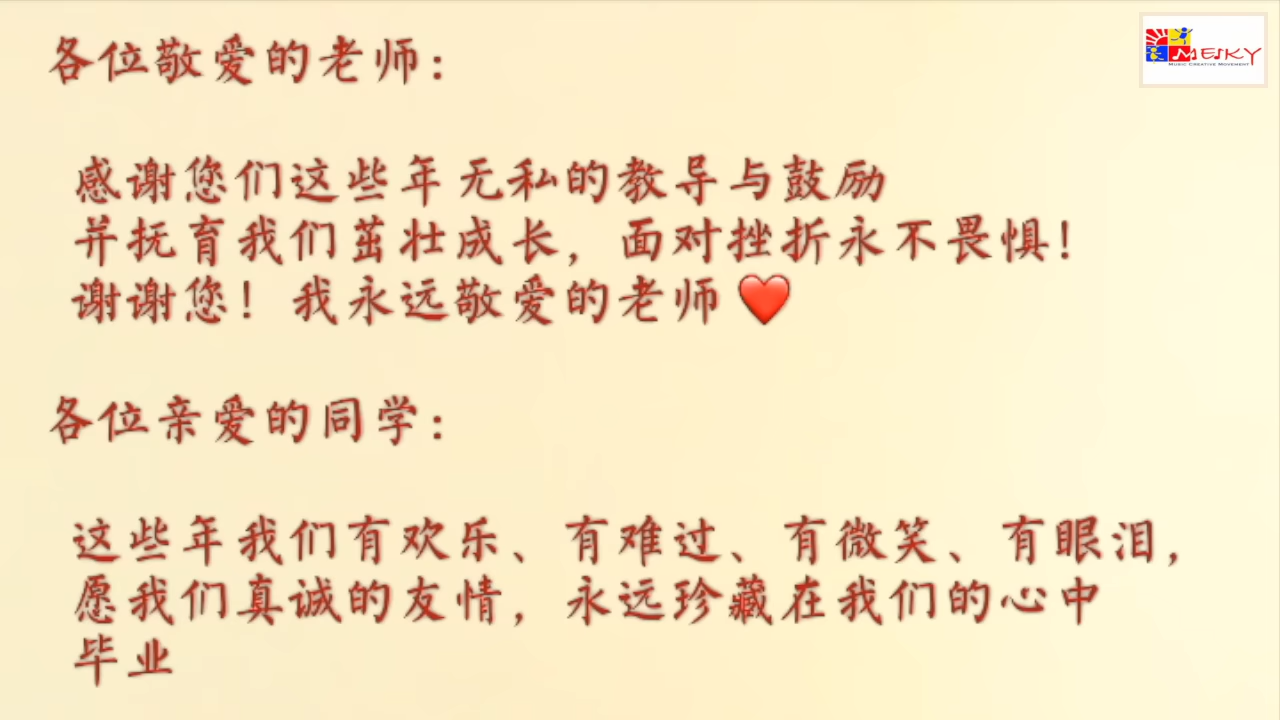 各位敬爱的老师：
MESKY
MUSIC CREATIVE MOVEMENT
感谢您们这些年无私的教导与鼓励
并抚育我们茁壮成长，面对挫折永不畏惧！
谢谢您！我永远敬爱的老师 ❤️
各位亲爱的同学：
这些年我们有欢乐、有难过、有微笑、有眼泪，
愿我们真诚的友情，永远珍藏在我们的心中
毕业